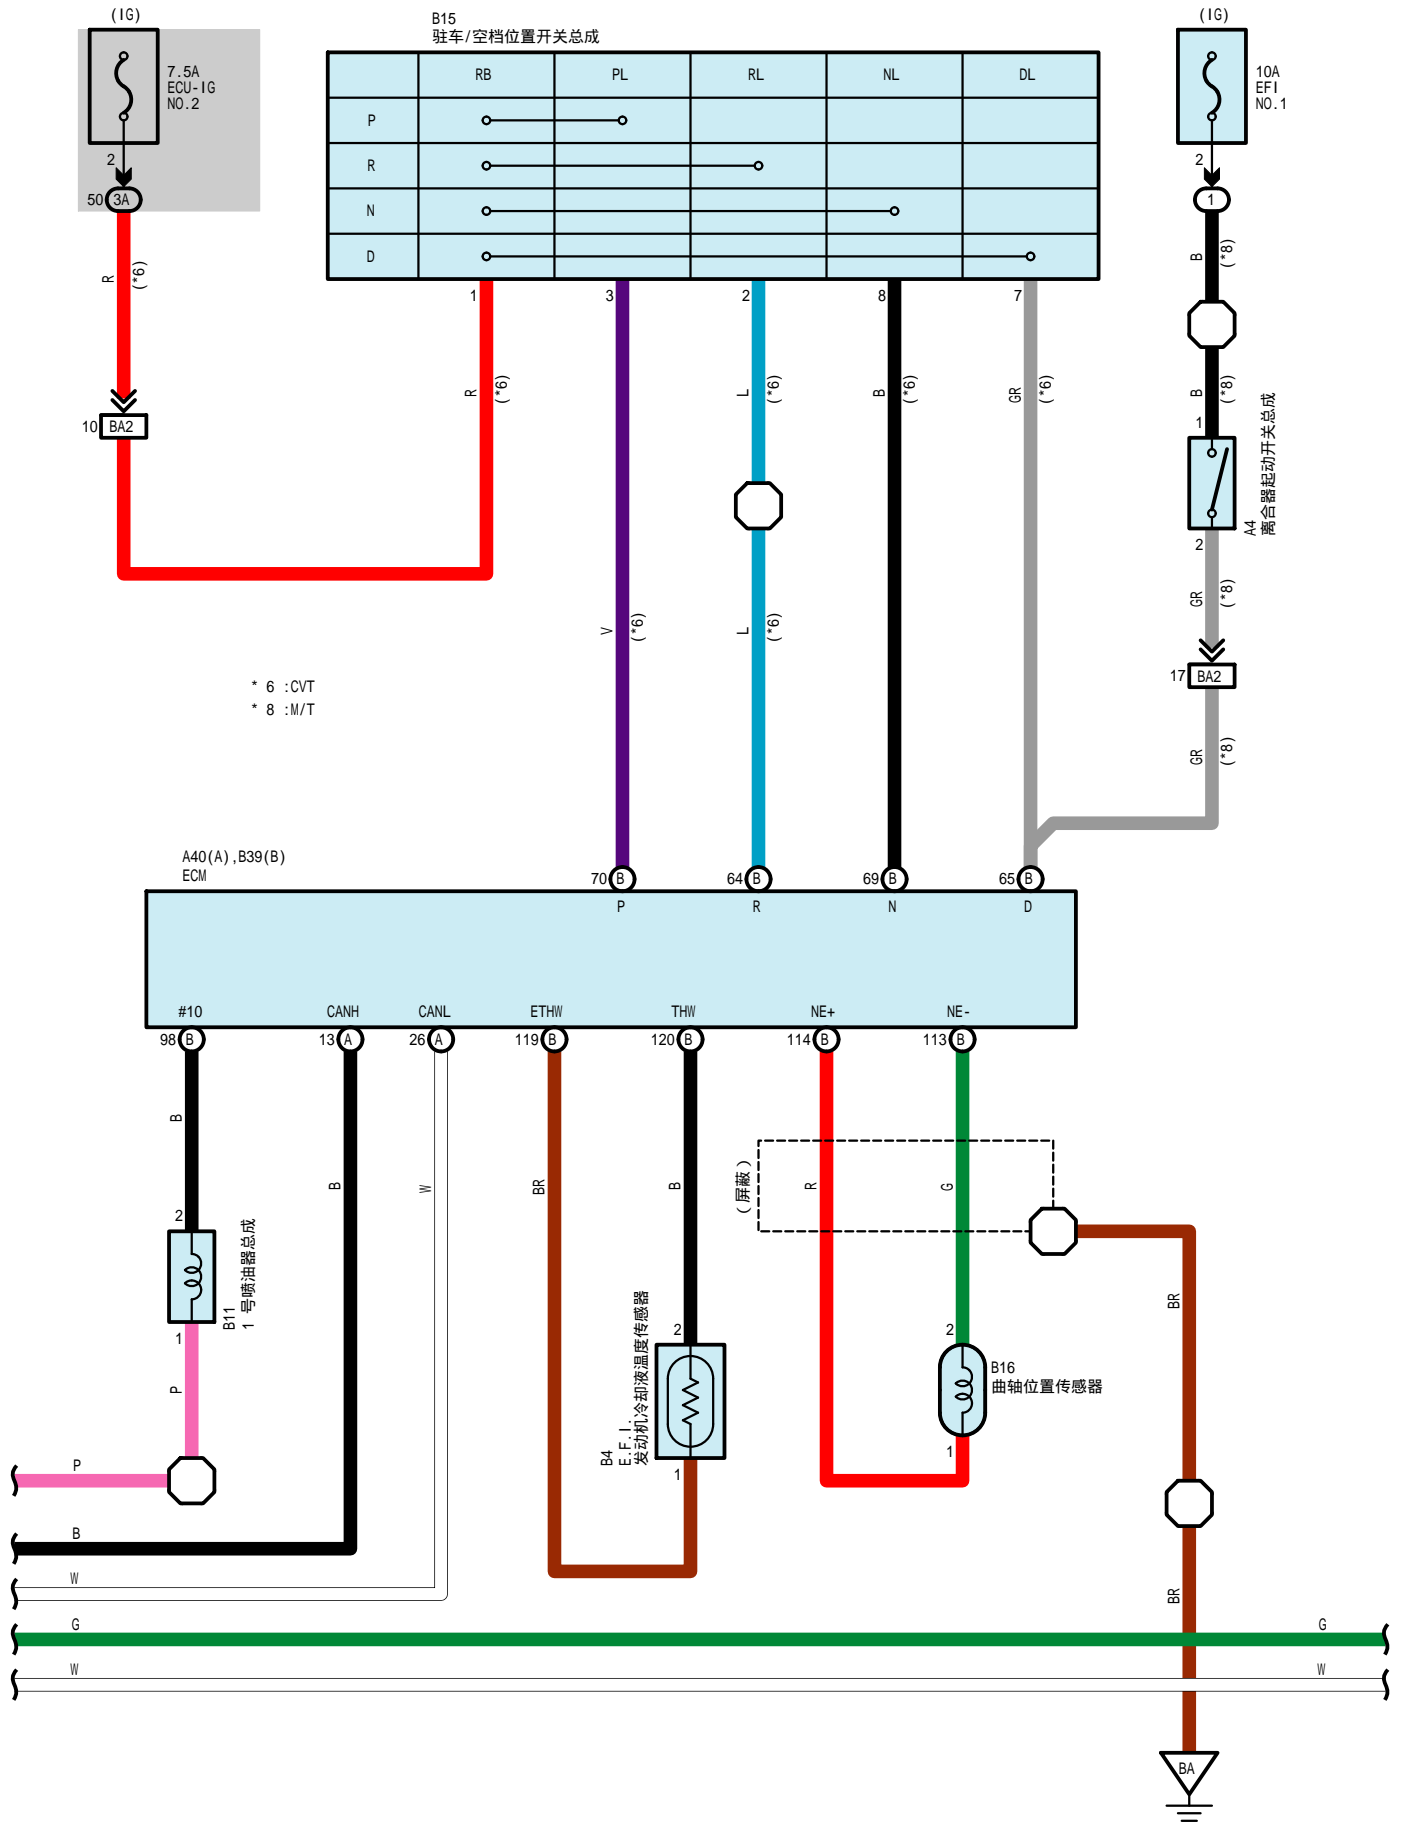 (IG)
7.5A
ECU-IG
NO.2
2
50
3A
R
(*6)
10
BA2
B15
驻车/空档位置开关总成
RB
PL
RL
NL
DL
P
R
N
D
1
3
2
8
7
R
(*6)
V
(*6)
L
(*6)
L
(*6)
B
(*6)
GR
(*6)
(IG)
10A
EFI
NO.1
2
1
B
(*8)
B
(*8)
1
A4
离合器起动开关总成
2
GR
(*8)
17
BA2
GR
(*8)
* 6 :CVT
* 8 :M/T
A40(A),B39(B)
ECM
70
B
64
B
69
B
65
B
P
R
N
D
#10
CANH
CANL
ETHW
THW
NE+
NE-
98
B
13
A
26
A
119
B
120
B
114
B
113
B
B
2
B11
1 号喷油器总成
1
P
P
B
W
BR
B
2
B4
E.F.I.
发动机冷却液温度传感器
1
(屏蔽)
R
G
2
B16
曲轴位置传感器
1
BR
BR
B
W
G
G
W
W
BA